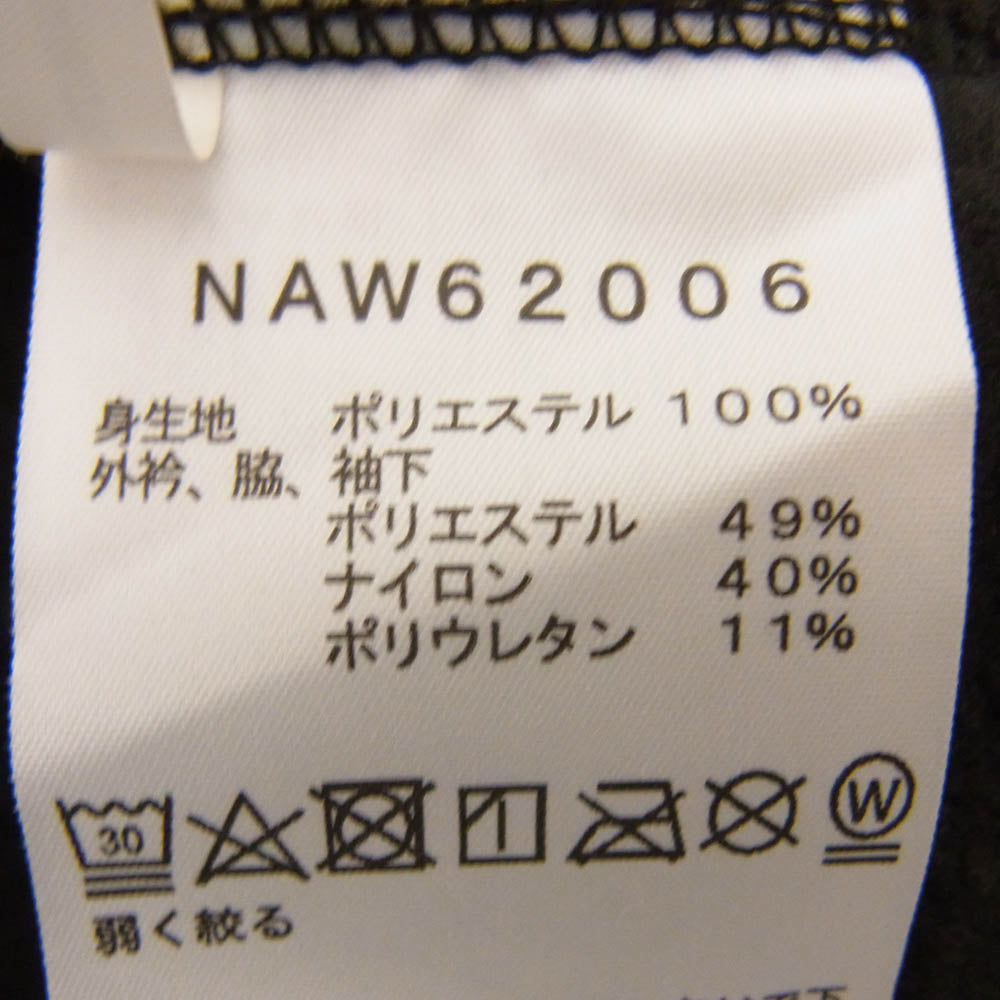 NAW62006
身生地 ポリエステル 100%
外衿、脇、袖下
ポリエステル 49%
ナイロン 40%
ポリウレタン 11%
30 W
弱く絞る